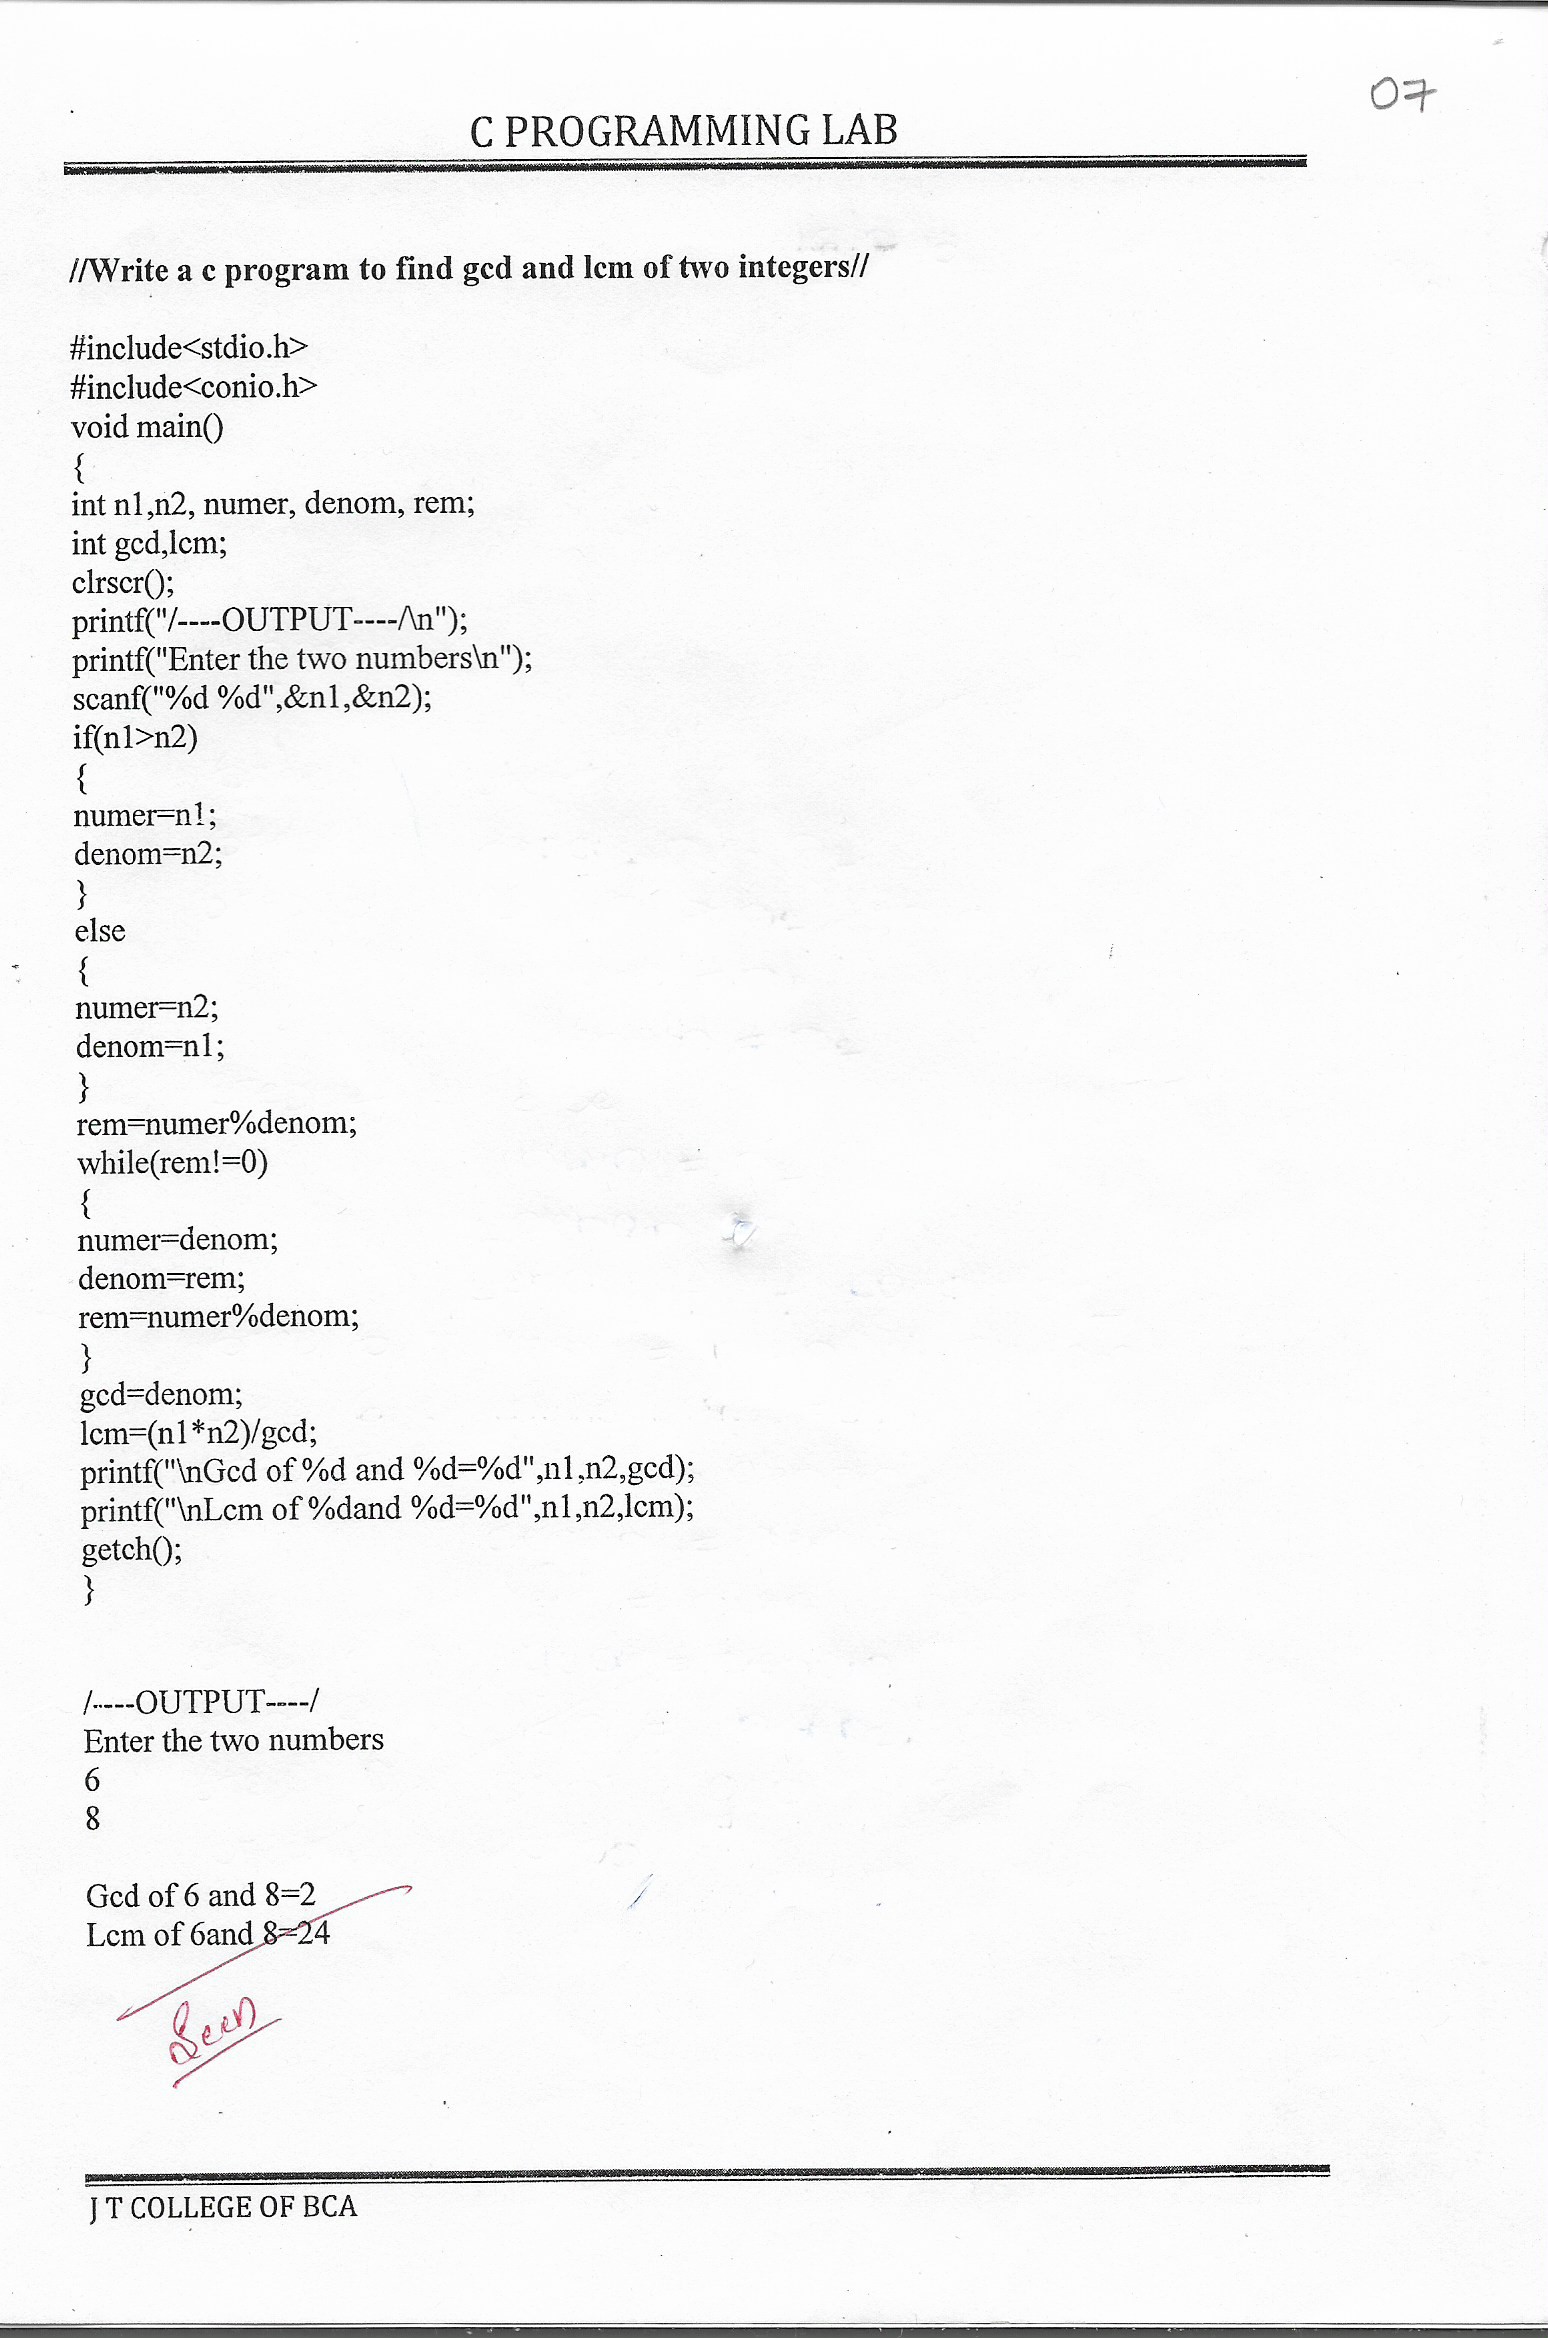 07
C PROGRAMMING LAB
//Write a c program to find gcd and lcm of two integers//
#include<stdio.h>
#include<conio.h>
void main()
{
int n1,n2, numer, denom, rem;
int gcd,lcm;
clrscr();
printf("/----OUTPUT----/\n");
printf("Enter the two numbers\n");
scanf("%d %d",&n1,&n2);
if(n1>n2)
{
numer=n1;
denom=n2;
}
else
{
numer=n2;
denom=n1;
}
rem=numer%denom;
while(rem!=0)
{
numer=denom;
denom=rem;
rem=numer%denom;
}
gcd=denom;
lcm=(n1*n2)/gcd;
printf("\nGcd of %d and %d=%d",n1,n2,gcd);
printf("\nLcm of %dand %d=%d",n1,n2,lcm);
getch();
}
/----OUTPUT----/
Enter the two numbers
6
8
Gcd of 6 and 8=2
Lcm of 6and 8=24
Seen
J T COLLEGE OF BCA